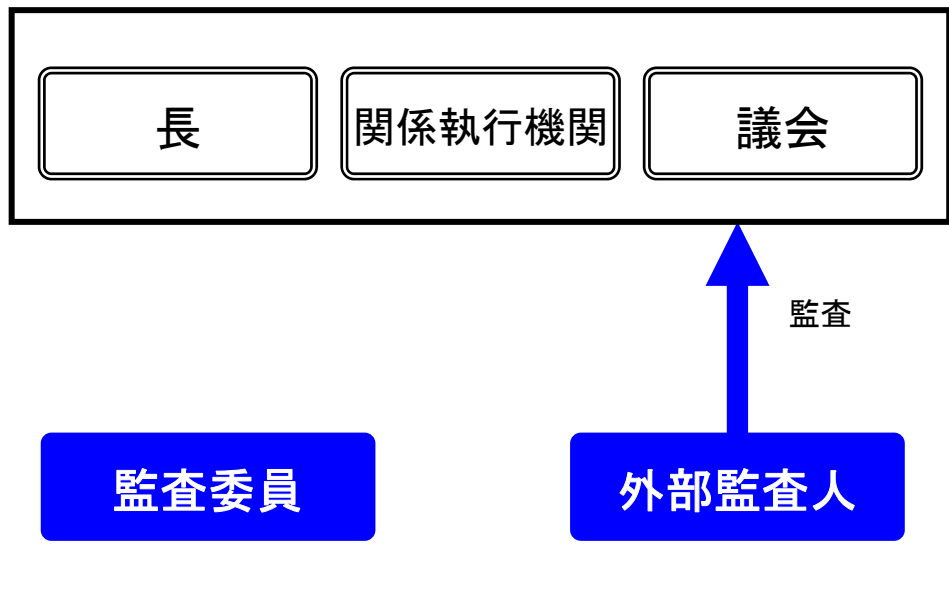 長
関係執行機関
議会
監査
監査委員
外部監査人